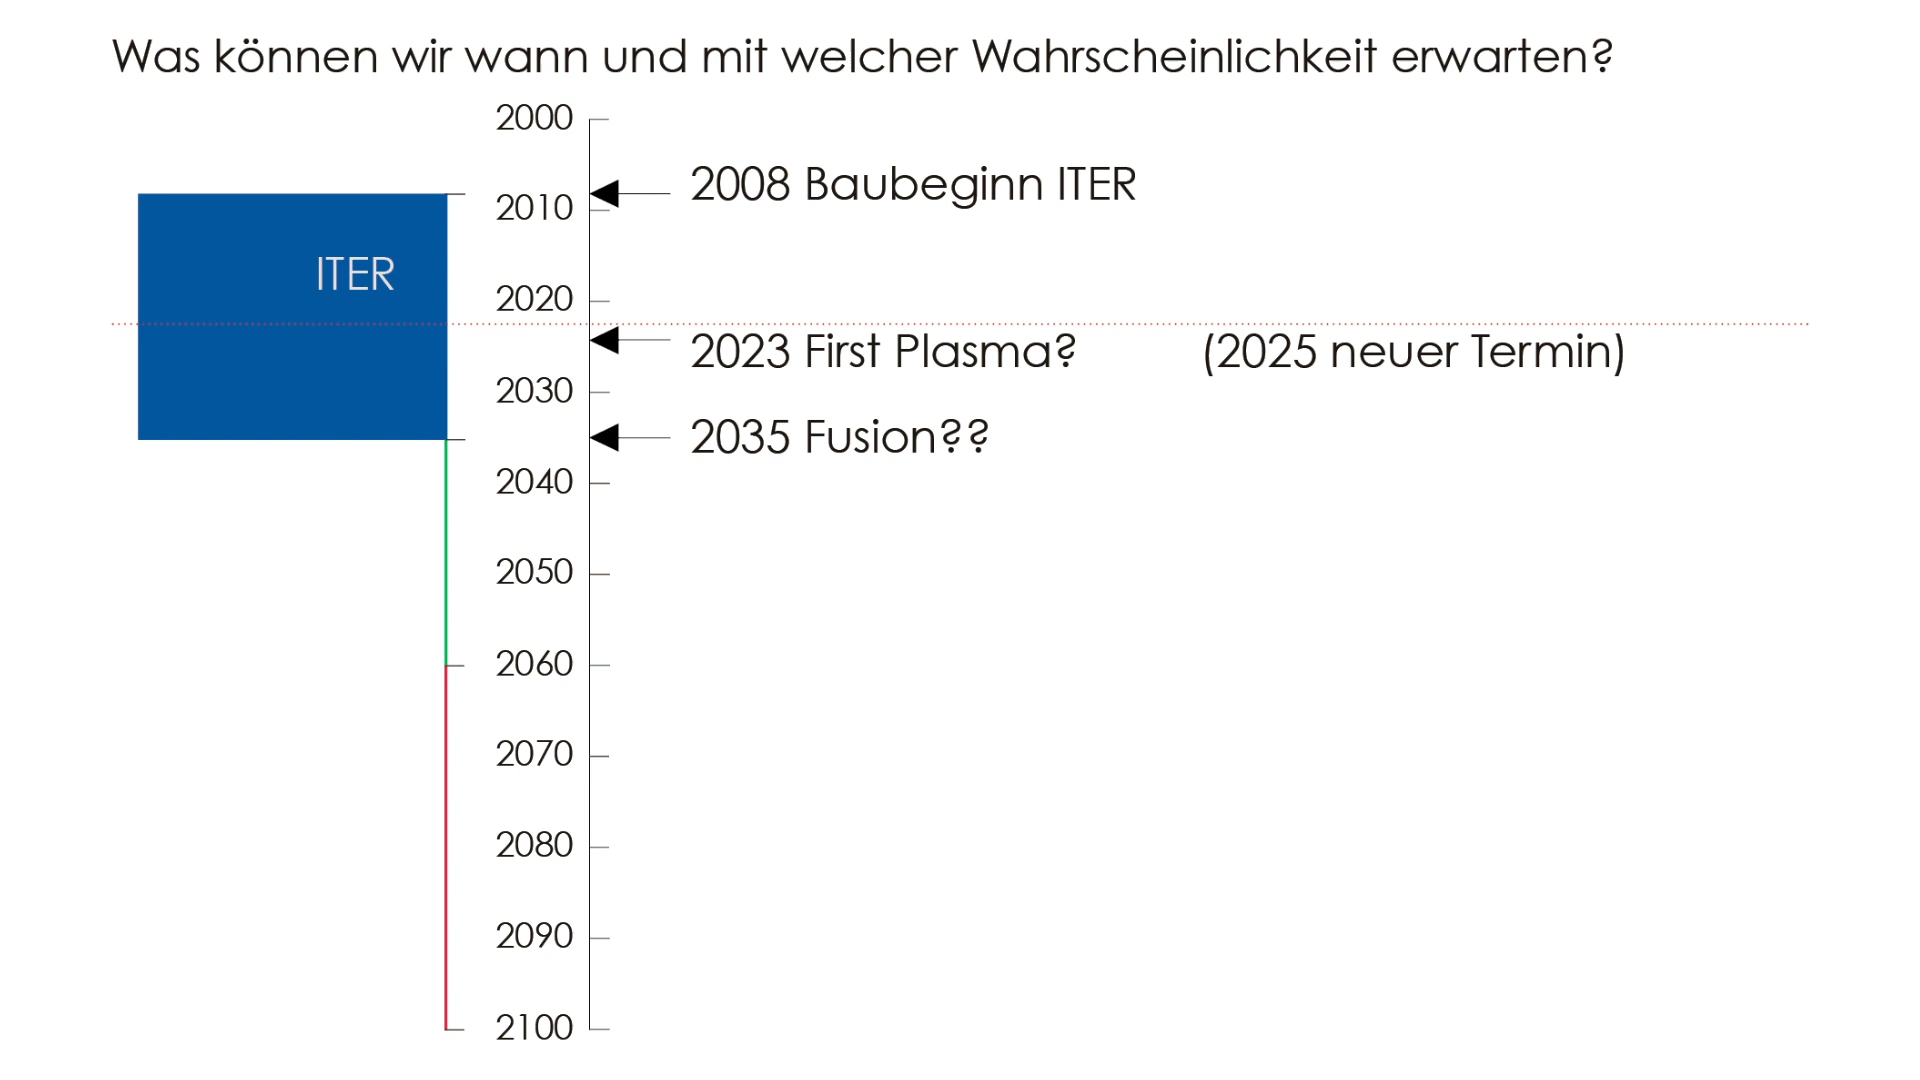 Was können wir wann und mit welcher Wahrscheinlichkeit erwarten?
2000
2008 Baubeginn ITER
2010
ITER
2020
2023 First Plasma? (2025 neuer Termin)
2030
2035 Fusion??
2040
2050
2060
2070
2080
2090
2100